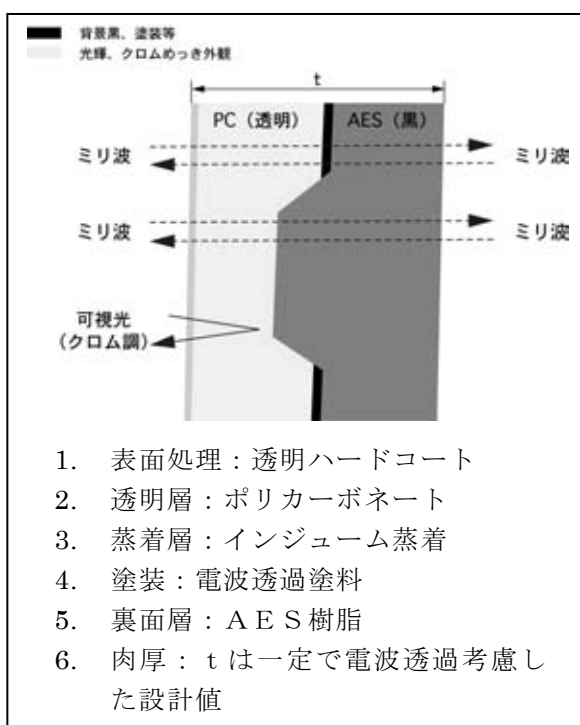 背景黒、塗装等
光輝、クロムめっき外観
t
PC（透明） AES（黒）
ミリ波 ミリ波
ミリ波 ミリ波
可視光
（クロム調）
1. 表面処理：透明ハードコート
2. 透明層：ポリカーボネート
3. 蒸着層：インジューム蒸着
4. 塗装：電波透過塗料
5. 裏面層：ＡＥＳ樹脂
6. 肉厚：ｔは一定で電波透過考慮し
た設計値